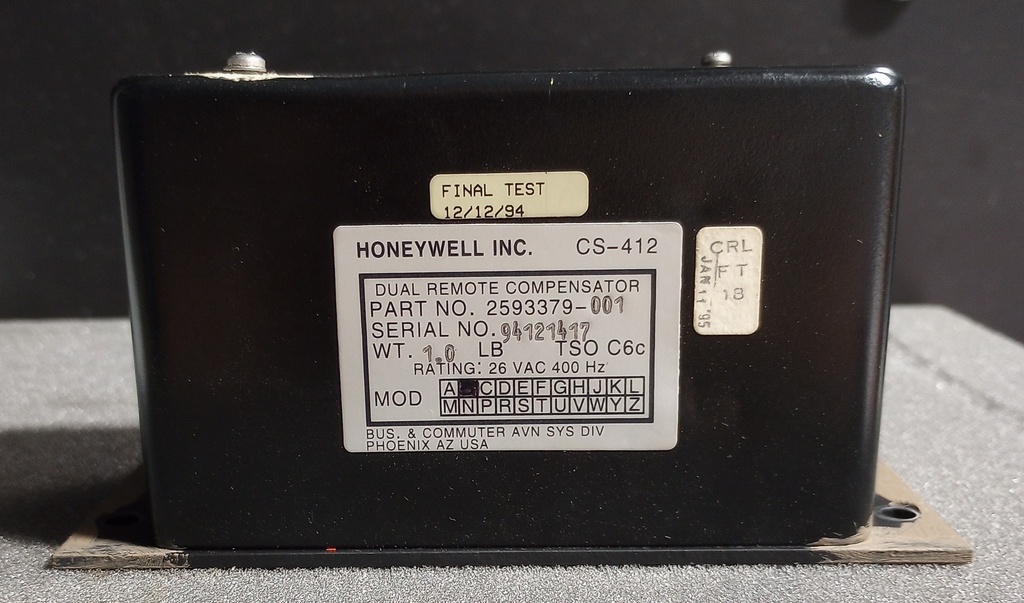 FINAL TEST
12/12/94
HONEYWELL INC. CS-412
DUAL REMOTE COMPENSATOR
PART NO. 2593379-001
SERIAL NO. 94121417
WT. 1.0 LB TSO C6c
RATING: 26 VAC 400 Hz
MOD
A CDEFGHJKL
MNPRSTUVWYZ
BUS. & COMMUTER AVN SYS DIV
PHOENIX AZ USA
CRL
FT
18
JAN 11 '95